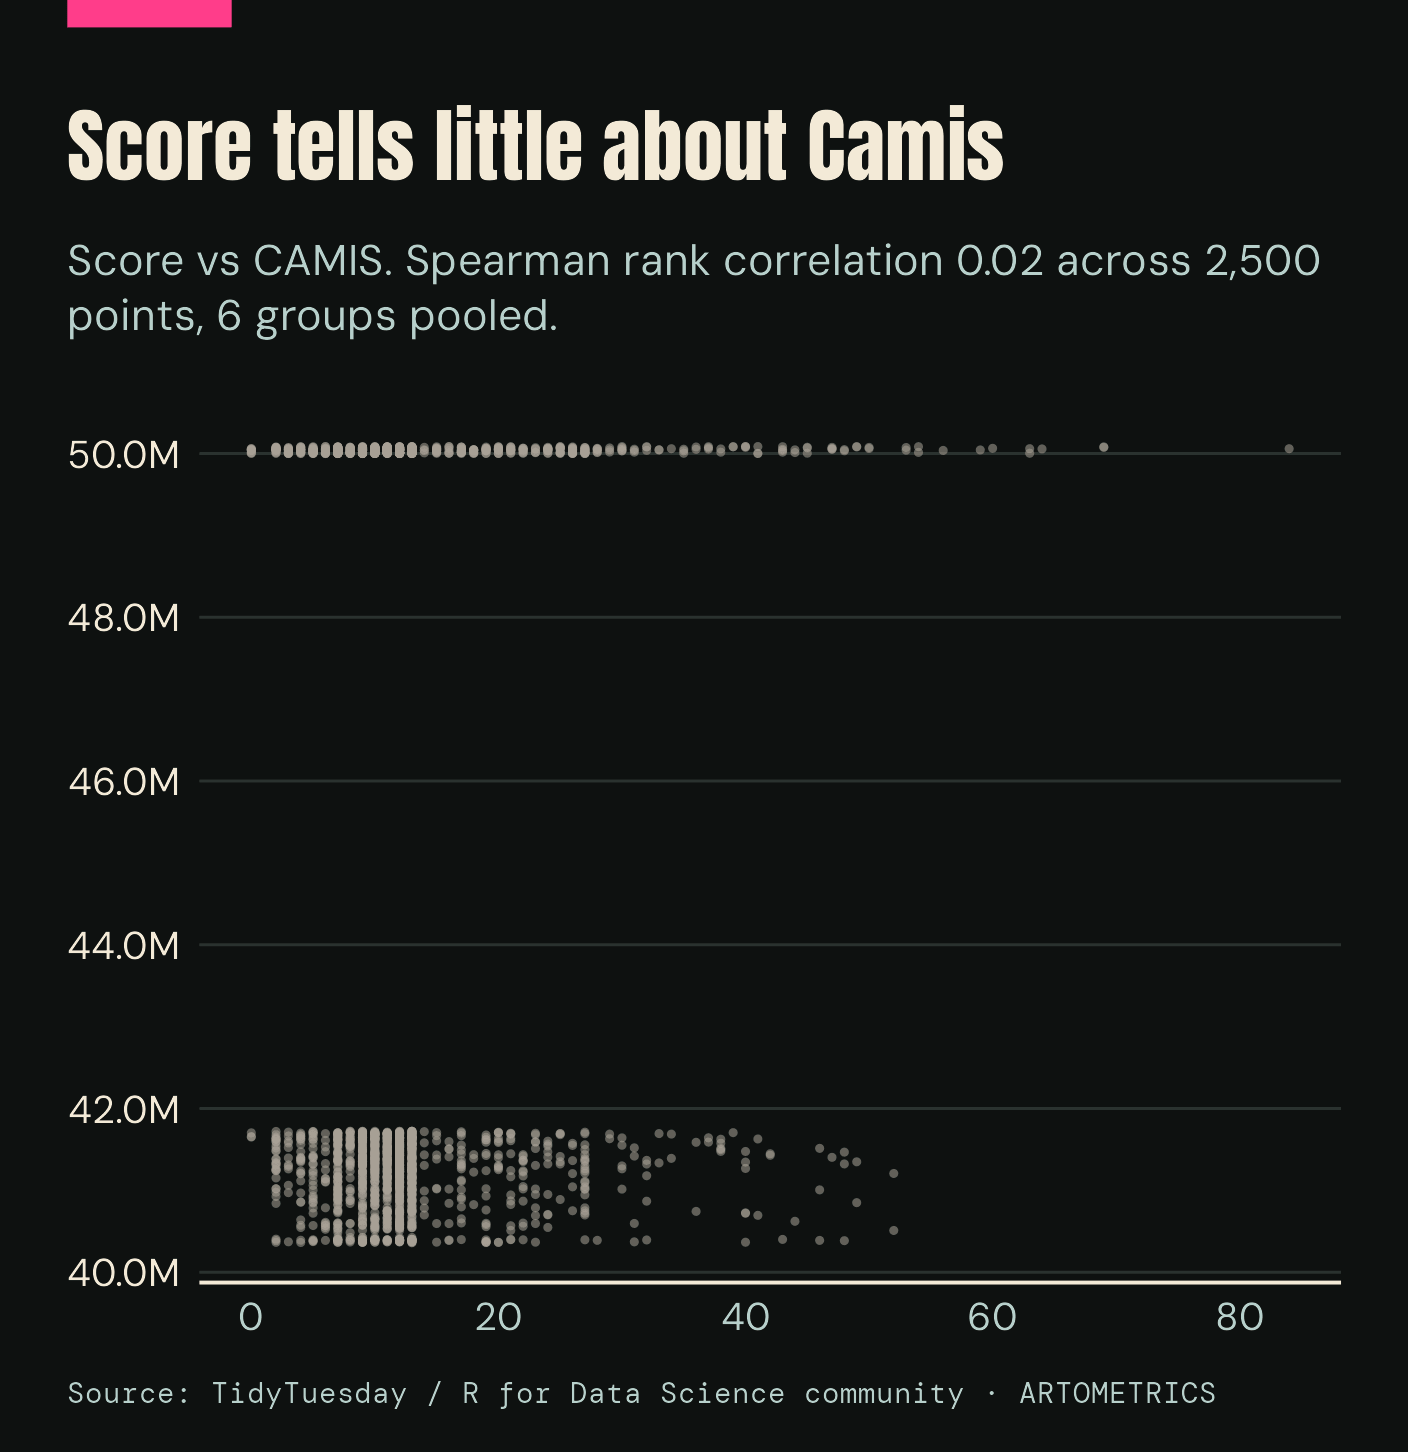 Score tells little about Camis
Score vs CAMIS. Spearman rank correlation 0.02 across 2,500
points, 6 groups pooled.
50.0M
48.0M
46.0M
44.0M
42.0M
40.0M
0 20 40 60 80
Source: TidyTuesday / R for Data Science community · ARTOMETRICS